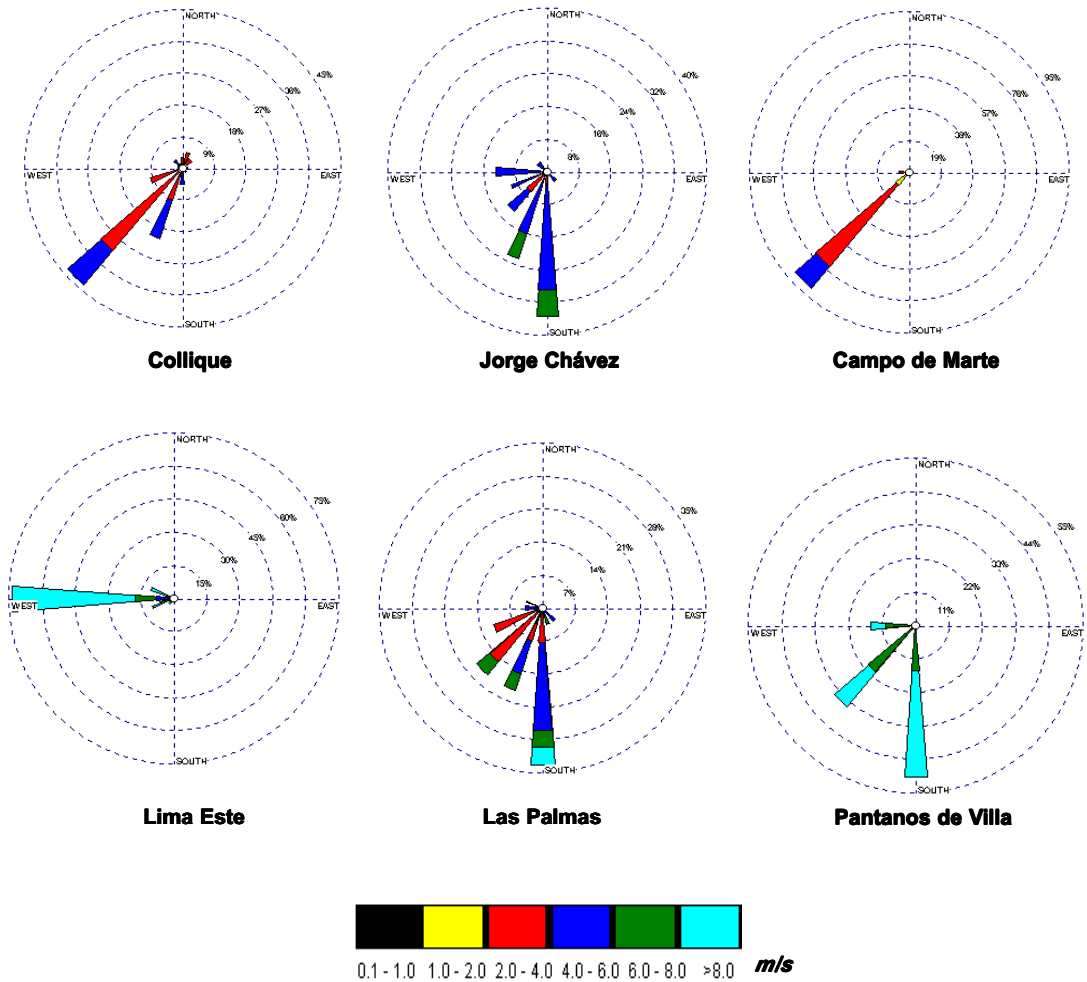 NORTH
45%
36%
27%
18%
9%
WEST
EAST
SOUTH
Collique
NORTH
40%
32%
24%
16%
8%
WEST
EAST
SOUTH
Jorge Chávez
NORTH
95%
76%
57%
38%
19%
WEST
EAST
SOUTH
Campo de Marte
NORTH
75%
60%
45%
30%
15%
WEST
EAST
SOUTH
Lima Este
NORTH
35%
28%
21%
14%
7%
WEST
EAST
SOUTH
Las Palmas
NORTH
55%
44%
33%
22%
11%
WEST
EAST
SOUTH
Pantanos de Villa
0.1 - 1.0 1.0 - 2.0 2.0 - 4.0 4.0 - 6.0 6.0 - 8.0 >8.0 m/s